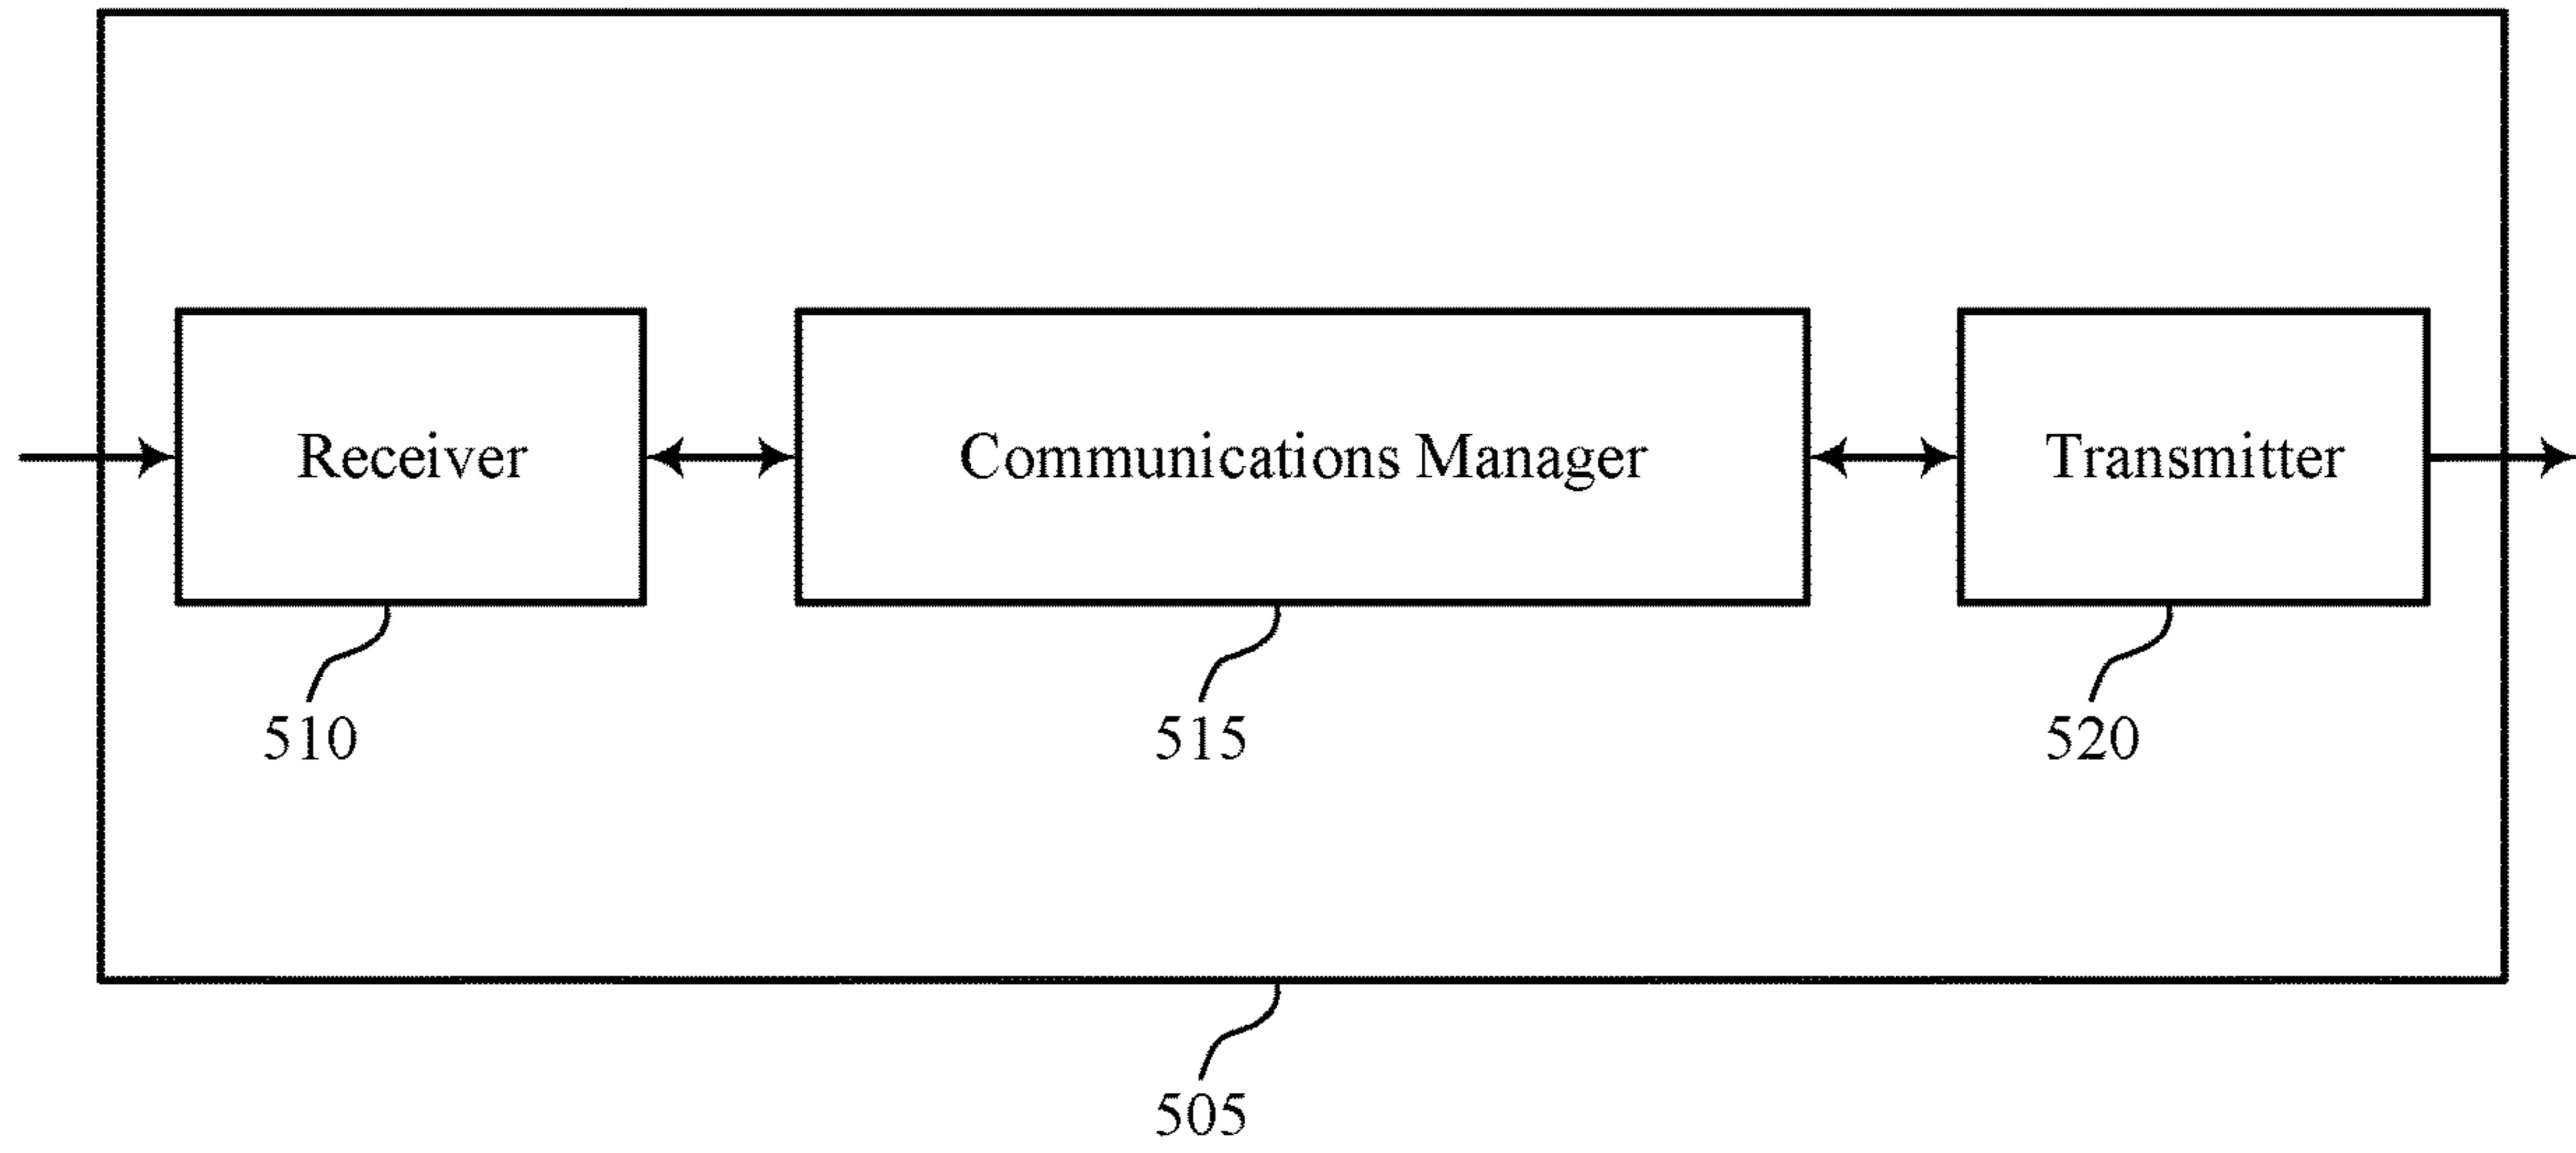 Receiver
Communications Manager
Transmitter
510
515
520
505